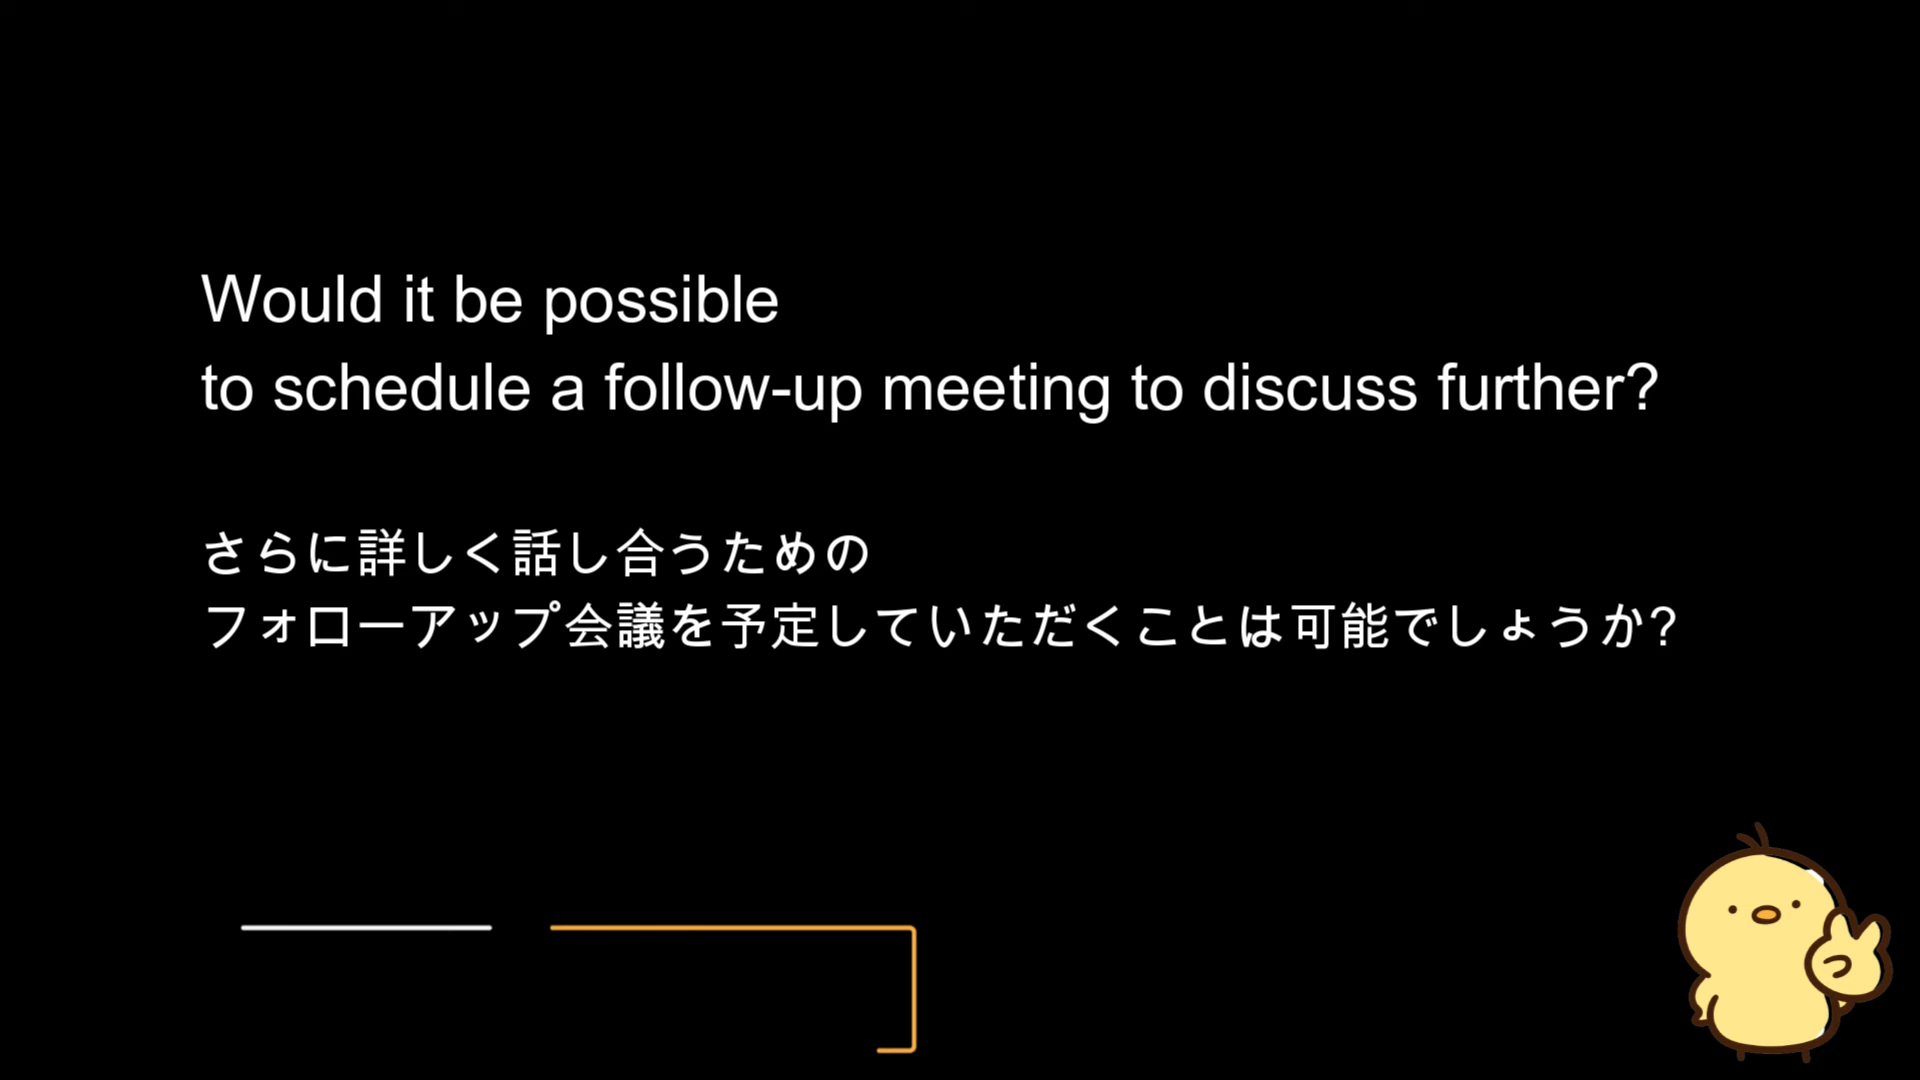 Would it be possible
to schedule a follow-up meeting to discuss further?
さらに詳しく話し合うための
フォローアップ会議を予定していただくことは可能でしょうか?